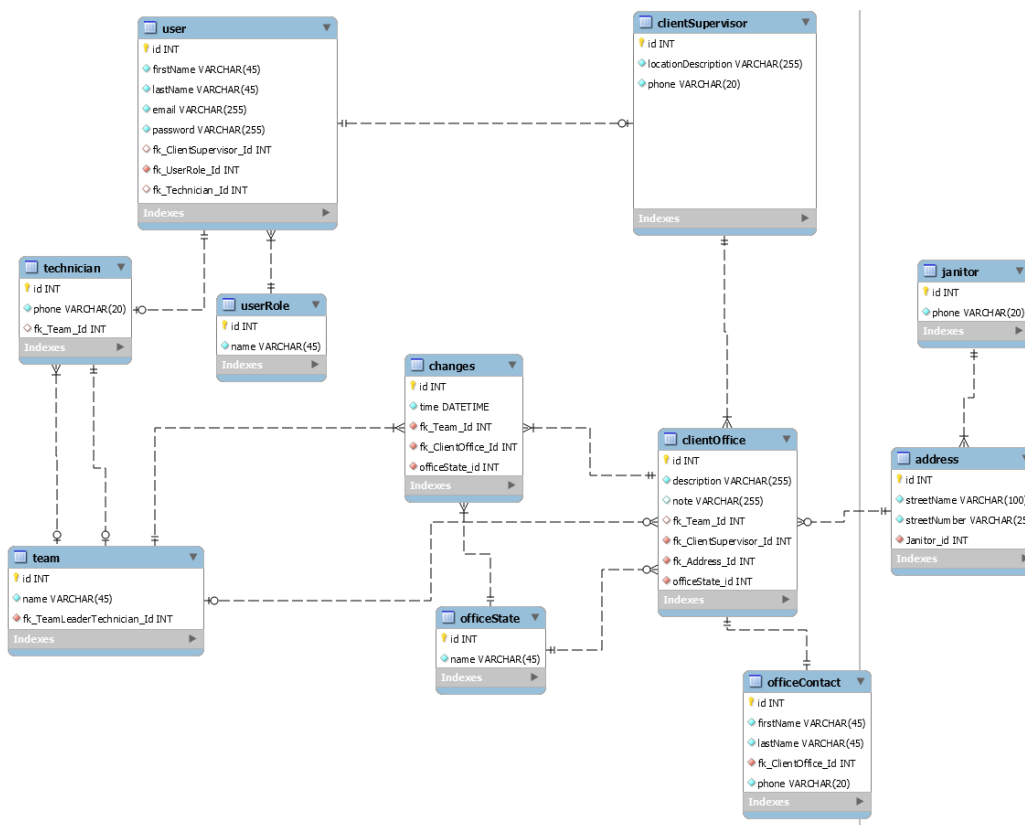 user
id INT
firstName VARCHAR(45)
lastName VARCHAR(45)
email VARCHAR(255)
password VARCHAR(255)
fk_ClientSupervisor_Id INT
fk_UserRole_Id INT
fk_Technician_Id INT
Indexes
clientSupervisor
id INT
locationDescription VARCHAR(255)
phone VARCHAR(20)
Indexes
technician
id INT
phone VARCHAR(20)
fk_Team_Id INT
Indexes
userRole
id INT
name VARCHAR(45)
Indexes
janitor
id INT
phone VARCHAR(20)
Indexes
changes
id INT
time DATETIME
fk_Team_Id INT
fk_ClientOffice_Id INT
officeState_id INT
Indexes
clientOffice
id INT
description VARCHAR(255)
note VARCHAR(255)
fk_Team_Id INT
fk_ClientSupervisor_Id INT
fk_Address_Id INT
officeState_id INT
Indexes
address
id INT
streetName VARCHAR(100)
streetNumber VARCHAR(25
Janitor_id INT
Indexes
team
id INT
name VARCHAR(45)
fk_TeamLeaderTechnician_Id INT
Indexes
officeState
id INT
name VARCHAR(45)
Indexes
officeContact
id INT
firstName VARCHAR(45)
lastName VARCHAR(45)
fk_ClientOffice_Id INT
phone VARCHAR(20)
Indexes